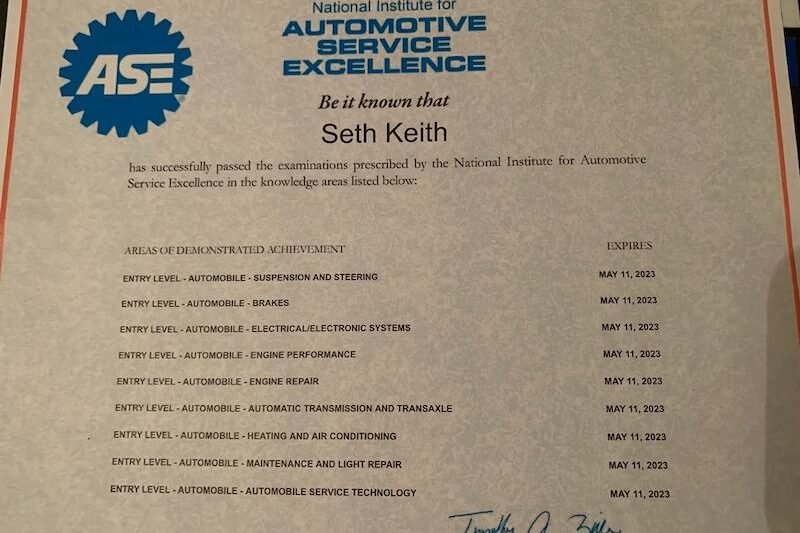 National Institute for
ASE
AUTOMOTIVE
SERVICE
EXCELLENCE
Be it known that
Seth Keith
has successfully passed the examinations prescribed by the National Institute for Automotive
Service Excellence in the knowledge areas listed below:
AREAS OF DEMONSTRATED ACHIEVEMENT EXPIRES
ENTRY LEVEL - AUTOMOBILE - SUSPENSION AND STEERING MAY 11, 2023
ENTRY LEVEL - AUTOMOBILE - BRAKES MAY 11, 2023
ENTRY LEVEL - AUTOMOBILE - ELECTRICAL/ELECTRONIC SYSTEMS MAY 11, 2023
ENTRY LEVEL - AUTOMOBILE - ENGINE PERFORMANCE MAY 11, 2023
ENTRY LEVEL - AUTOMOBILE - ENGINE REPAIR MAY 11, 2023
ENTRY LEVEL - AUTOMOBILE - AUTOMATIC TRANSMISSION AND TRANSAXLE MAY 11, 2023
ENTRY LEVEL - AUTOMOBILE - HEATING AND AIR CONDITIONING MAY 11, 2023
ENTRY LEVEL - AUTOMOBILE - MAINTENANCE AND LIGHT REPAIR MAY 11, 2023
ENTRY LEVEL - AUTOMOBILE - AUTOMOBILE SERVICE TECHNOLOGY MAY 11, 2023
Timothy A.